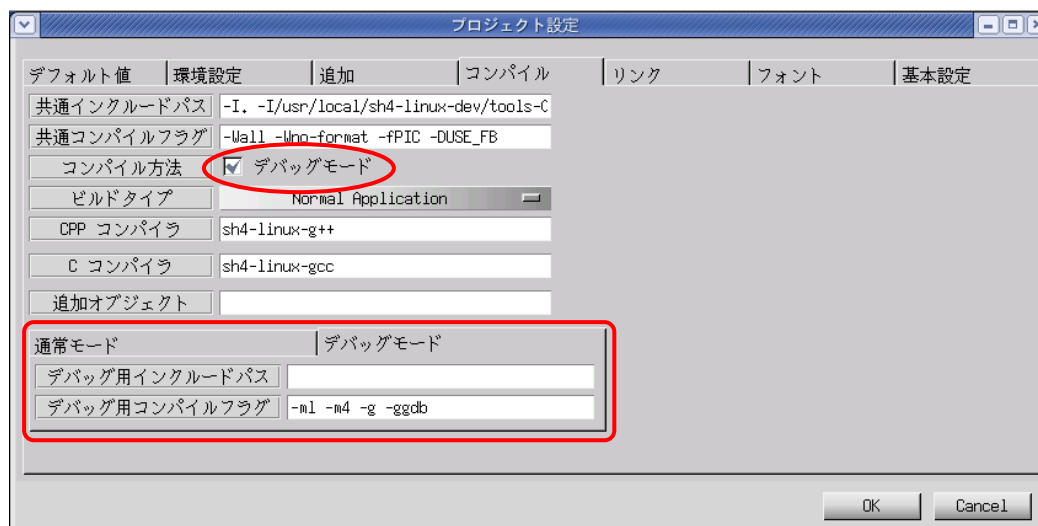 プロジェクト設定
デフォルト値 環境設定 追加 コンパイル リンク フォント 基本設定
共通インクルードパス -I. -I/usr/local/sh4-linux-dev/tools-C
共通コンパイルフラグ -Wall -Wno-format -fPIC -DUSE_FB
コンパイル方法 デバッグモード
ビルドタイプ Normal Application
CPP コンパイラ sh4-linux-g++
C コンパイラ sh4-linux-gcc
追加オブジェクト
通常モード デバッグモード
デバッグ用インクルードパス
デバッグ用コンパイルフラグ -ml -m4 -g -ggdb
OK Cancel